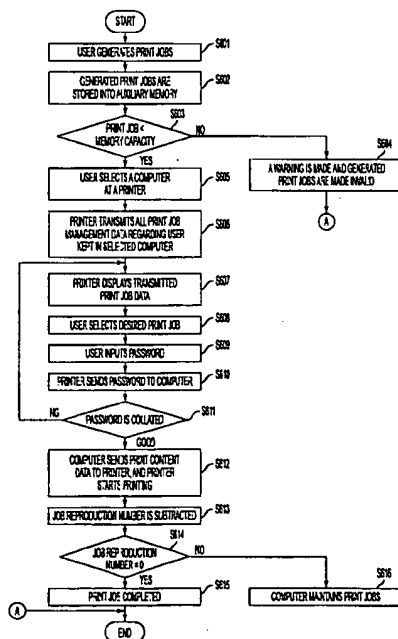 START
USER GENERATES PRINT JOBS
S601
GENERATED PRINT JOBS ARE
STORED INTO AUXILIARY MEMORY
S602
PRINT JOB <
MEMORY CAPACITY
S603
NO
YES
A WARNING IS MADE AND GENERATED
PRINT JOBS ARE MADE INVALID
S604
A
USER SELECTS A COMPUTER
AT A PRINTER
S605
PRINTER TRANSMITS ALL PRINT JOB
MANAGEMENT DATA REGARDING USER
KEPT IN SELECTED COMPUTER
S606
PRINTER DISPLAYS TRANSMITTED
PRINT JOB DATA
S607
USER SELECTS DESIRED PRINT JOB
S608
USER INPUTS PASSWORD
S609
PRINTER SENDS PASSWORD TO COMPUTER
S610
NG
PASSWORD IS COLLATED
S611
GOOD
COMPUTER SENDS PRINT CONTENT
DATA TO PRINTER, AND PRINTER
STARTS PRINTING
S612
JOB REPRODUCTION NUMBER IS SUBTRACTED
S613
JOB REPRODUCTION
NUMBER = 0
S614
NO
YES
PRINT JOB COMPLETED
S615
COMPUTER MAINTAINS PRINT JOBS
S616
A
END